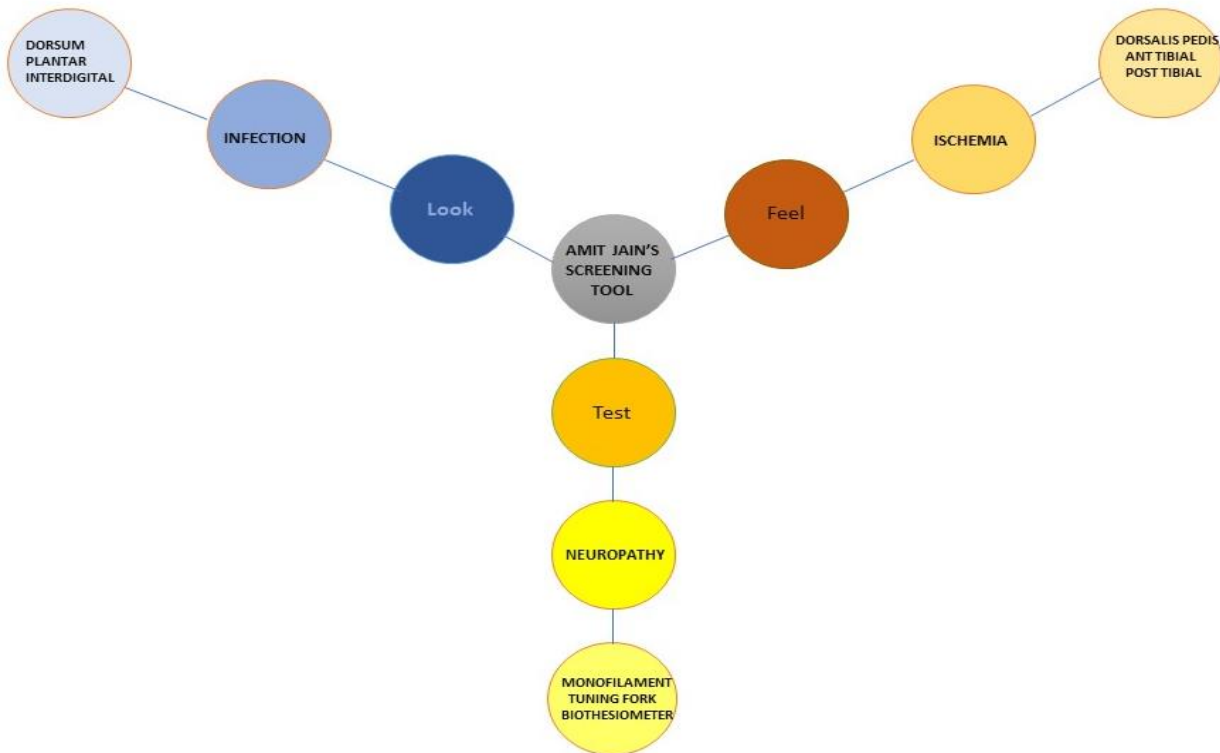 DORSUM
PLANTAR
INTERDIGITAL
INFECTION
Look
AMIT JAIN'S
SCREENING
TOOL
Feel
ISCHEMIA
DORSALIS PEDIS
ANT TIBIAL
POST TIBIAL
Test
NEUROPATHY
MONOFILAMENT
TUNING FORK
BIOTHESIOMETER